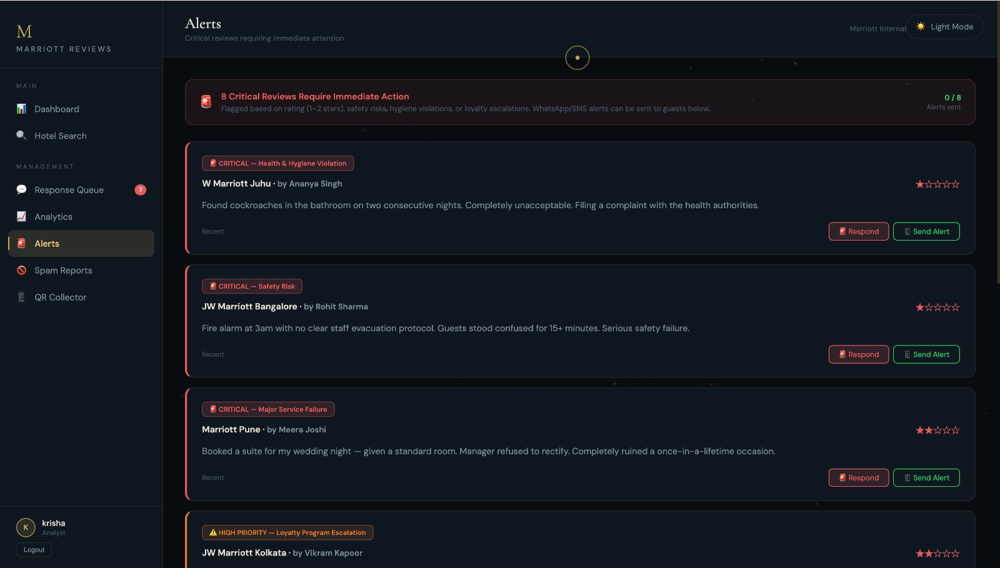 M
MARRIOTT REVIEWS
MAIN
Dashboard
Hotel Search
MANAGEMENT
Response Queue 7
Analytics
Alerts
Spam Reports
QR Collector
K
krisha
Analyst
Logout
Alerts
Critical reviews requiring immediate attention
Marriott Internat
Light Mode
8 Critical Reviews Require Immediate Action
Flagged based on rating (1–2 stars), safety risks, hygiene violations, or loyalty escalations. WhatsApp/SMS alerts can be sent to guests below.
0 / 8
Alerts sent
CRITICAL — Health & Hygiene Violation
W Marriott Juhu · by Ananya Singh
★☆☆☆☆
Found cockroaches in the bathroom on two consecutive nights. Completely unacceptable. Filing a complaint with the health authorities.
Recent
Respond
Send Alert
CRITICAL — Safety Risk
JW Marriott Bangalore · by Rohit Sharma
★☆☆☆☆
Fire alarm at 3am with no clear staff evacuation protocol. Guests stood confused for 15+ minutes. Serious safety failure.
Recent
Respond
Send Alert
CRITICAL — Major Service Failure
Marriott Pune · by Meera Joshi
★★☆☆☆
Booked a suite for my wedding night — given a standard room. Manager refused to rectify. Completely ruined a once-in-a-lifetime occasion.
Recent
Respond
Send Alert
HIGH PRIORITY — Loyalty Program Escalation
JW Marriott Kolkata · by Vikram Kapoor
★★☆☆☆